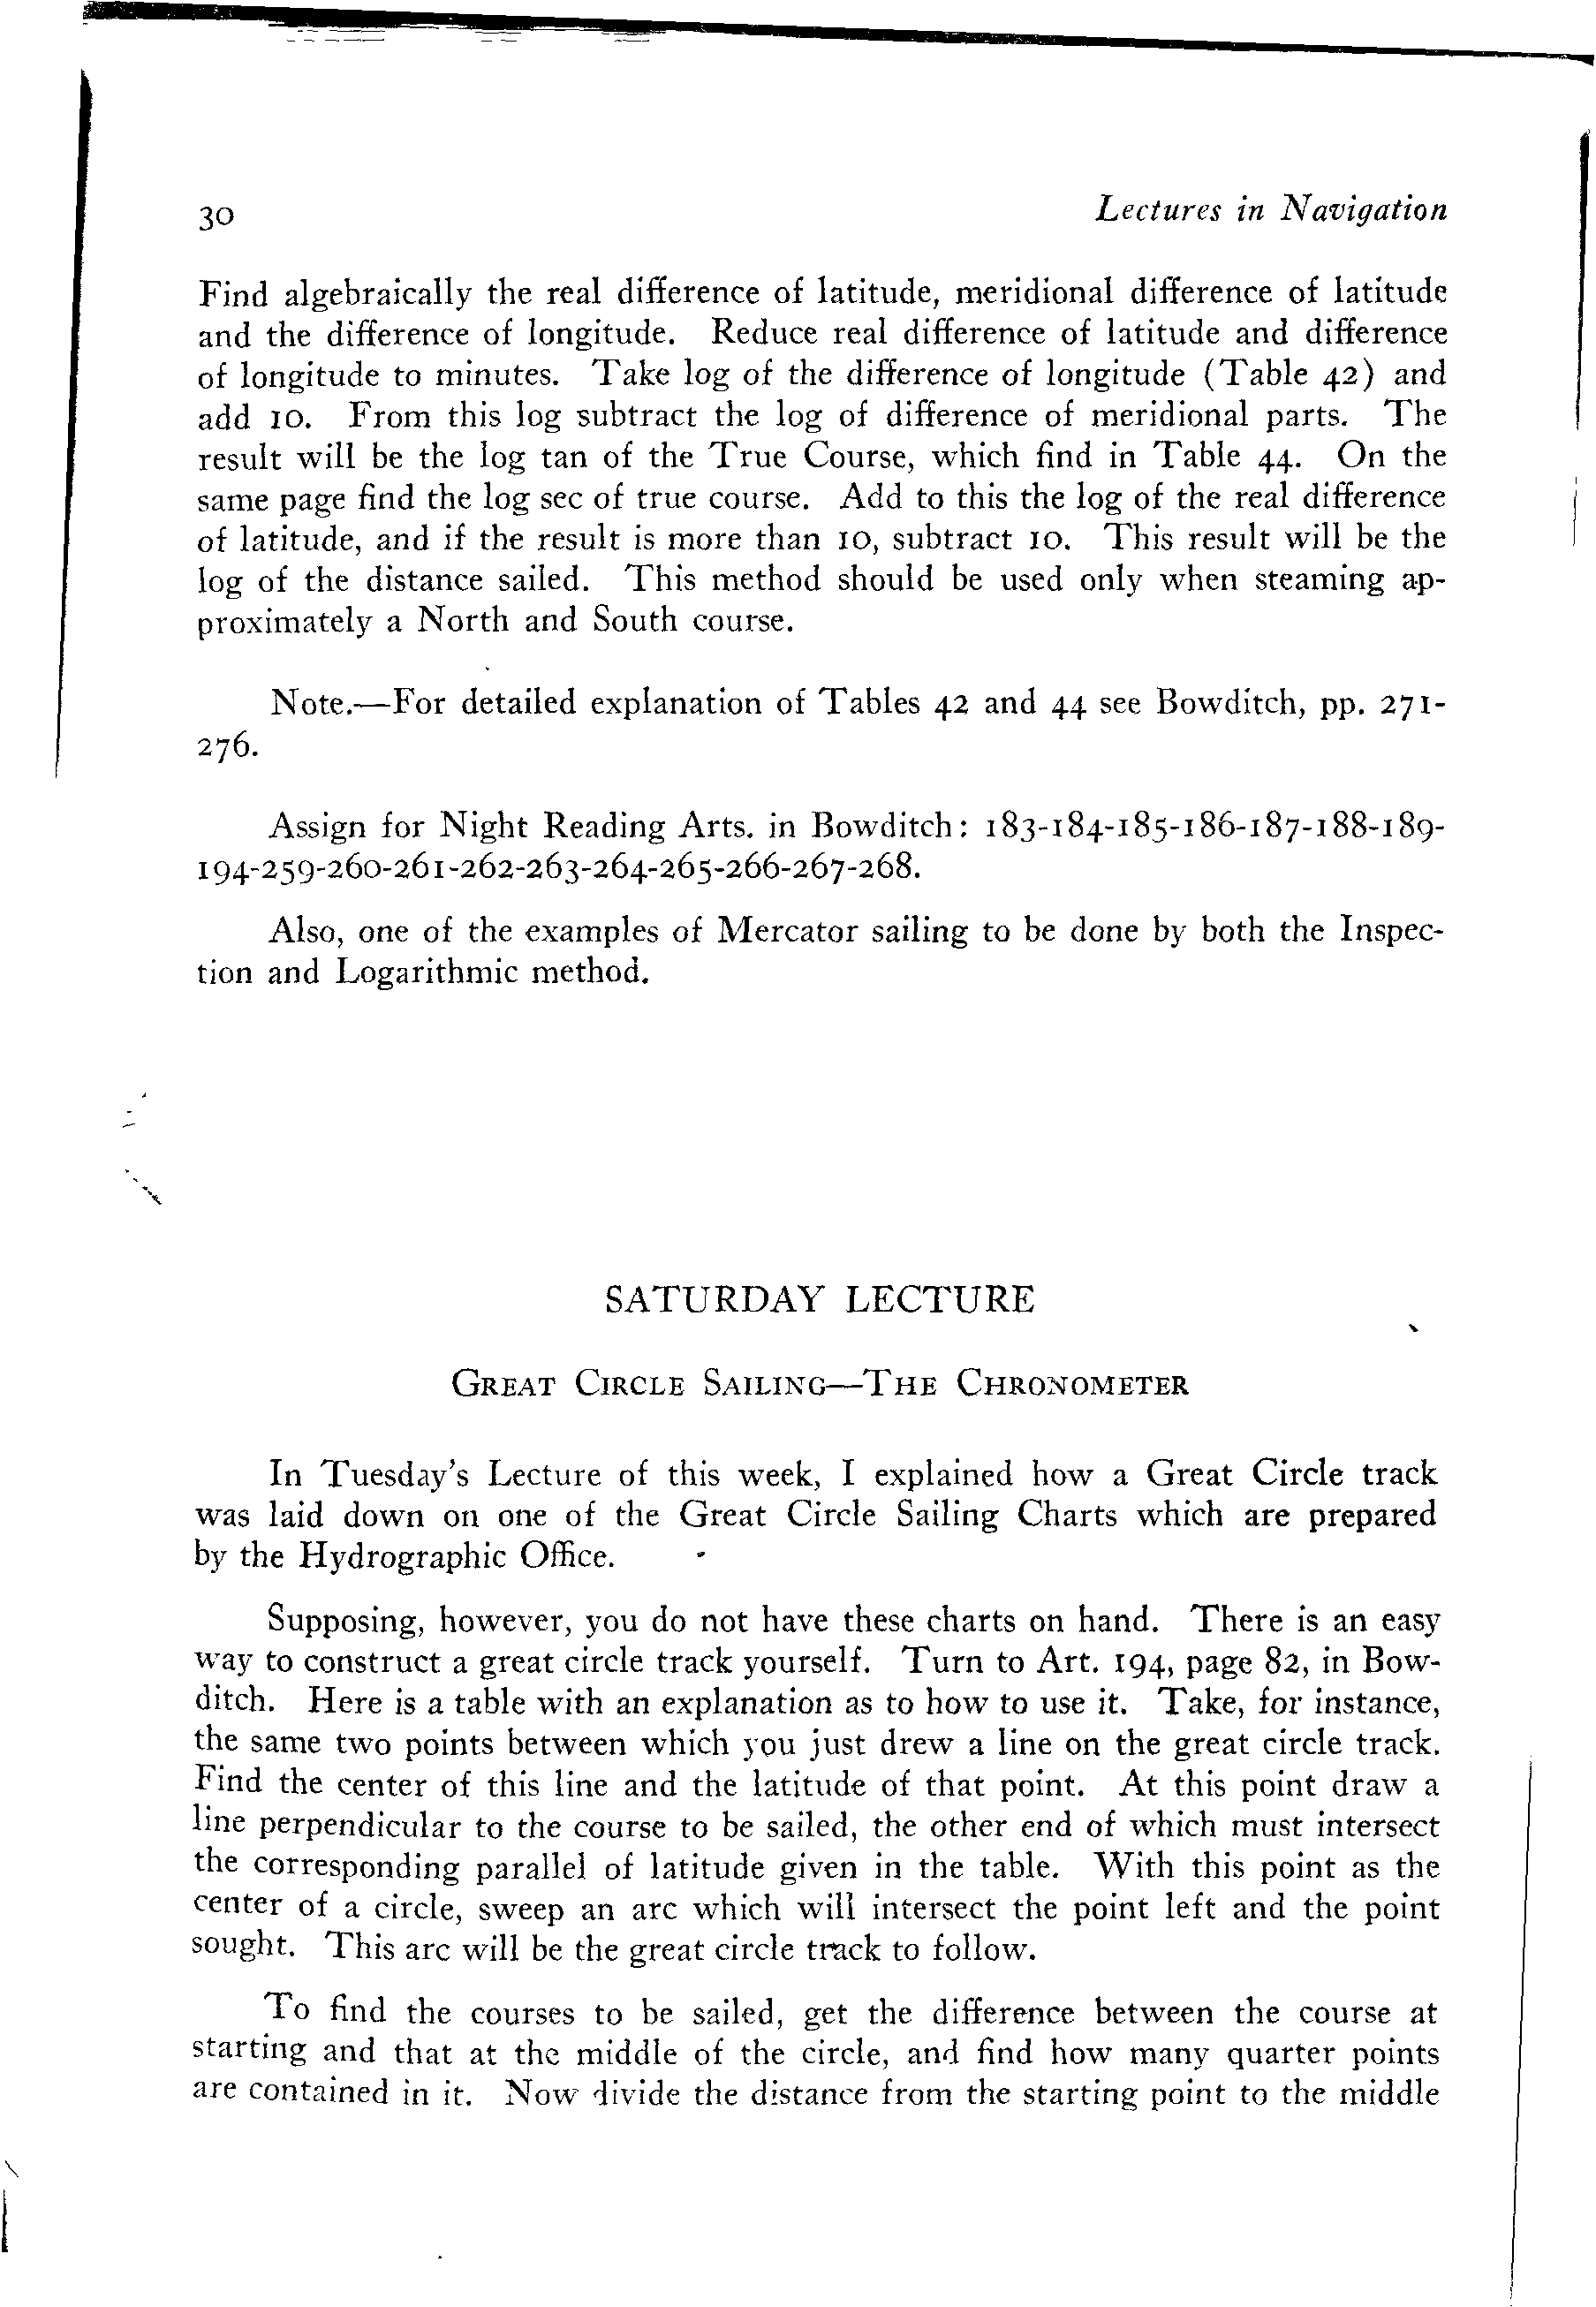 30 Lectures in Navigation
Find algebraically the real difference of latitude, meridional difference of latitude
and the difference of longitude. Reduce real difference of latitude and difference
of longitude to minutes. Take log of the difference of longitude (Table 42) and
add 10. From this log subtract the log of difference of meridional parts. The
result will be the log tan of the True Course, which find in Table 44. On the
same page find the log sec of true course. Add to this the log of the real difference
of latitude, and if the result is more than 10, subtract 10. This result will be the
log of the distance sailed. This method should be used only when steaming ap-
proximately a North and South course.
Note.—For detailed explanation of Tables 42 and 44 see Bowditch, pp. 271-
276.
Assign for Night Reading Arts. in Bowditch: 183-184-185-186-187-188-189-
194-259-260-261-262-263-264-265-266-267-268.
Also, one of the examples of Mercator sailing to be done by both the Inspec-
tion and Logarithmic method.
SATURDAY LECTURE
GREAT CIRCLE SAILING—THE CHRONOMETER
In Tuesday's Lecture of this week, I explained how a Great Circle track
was laid down on one of the Great Circle Sailing Charts which are prepared
by the Hydrographic Office.
Supposing, however, you do not have these charts on hand. There is an easy
way to construct a great circle track yourself. Turn to Art. 194, page 82, in Bow-
ditch. Here is a table with an explanation as to how to use it. Take, for instance,
the same two points between which you just drew a line on the great circle track.
Find the center of this line and the latitude of that point. At this point draw a
line perpendicular to the course to be sailed, the other end of which must intersect
the corresponding parallel of latitude given in the table. With this point as the
center of a circle, sweep an arc which will intersect the point left and the point
sought. This arc will be the great circle track to follow.
To find the courses to be sailed, get the difference between the course at
starting and that at the middle of the circle, and find how many quarter points
are contained in it. Now divide the distance from the starting point to the middle